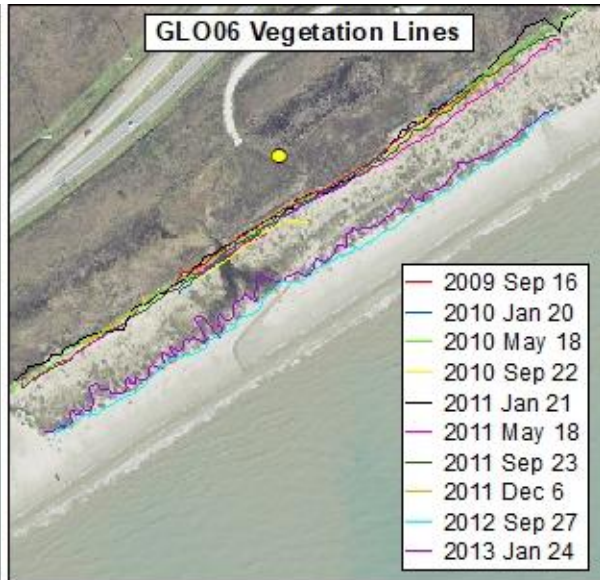 GLO06 Vegetation Lines
2009 Sep 16
2010 Jan 20
2010 May 18
2010 Sep 22
2011 Jan 21
2011 May 18
2011 Sep 23
2011 Dec 6
2012 Sep 27
2013 Jan 24